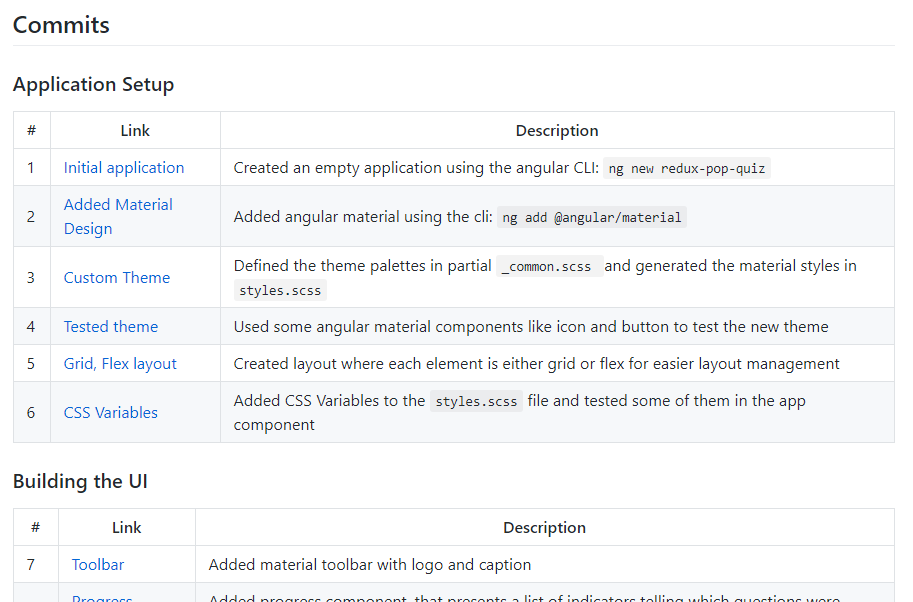 Commits
Application Setup
# Link Description
1 Initial application Created an empty application using the angular CLI: ng new redux-pop-quiz
2 Added Material Design Added angular material using the cli: ng add @angular/material
3 Custom Theme Defined the theme palettes in partial _common.scss and generated the material styles in
styles.scss
4 Tested theme Used some angular material components like icon and button to test the new theme
5 Grid, Flex layout Created layout where each element is either grid or flex for easier layout management
6 CSS Variables Added CSS Variables to the styles.scss file and tested some of them in the app
component
Building the UI
# Link Description
7 Toolbar Added material toolbar with logo and caption
Progress Added progress component, that presents a list of indicators telling which questions were